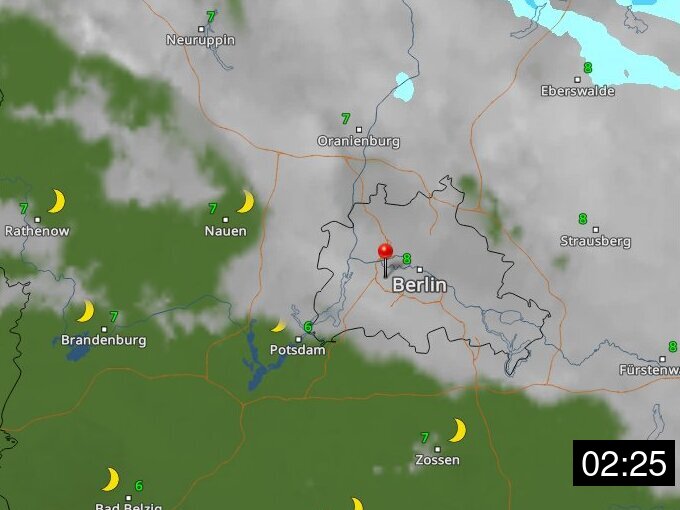 7
Neuruppin
8
Eberswalde
7
Oranienburg
7
Rathenow
7
Nauen
8
Strausberg
8
Berlin
7
Brandenburg
6
Potsdam
8
Fürstenwa
7
Zossen
02:25
6
Bad Belzig